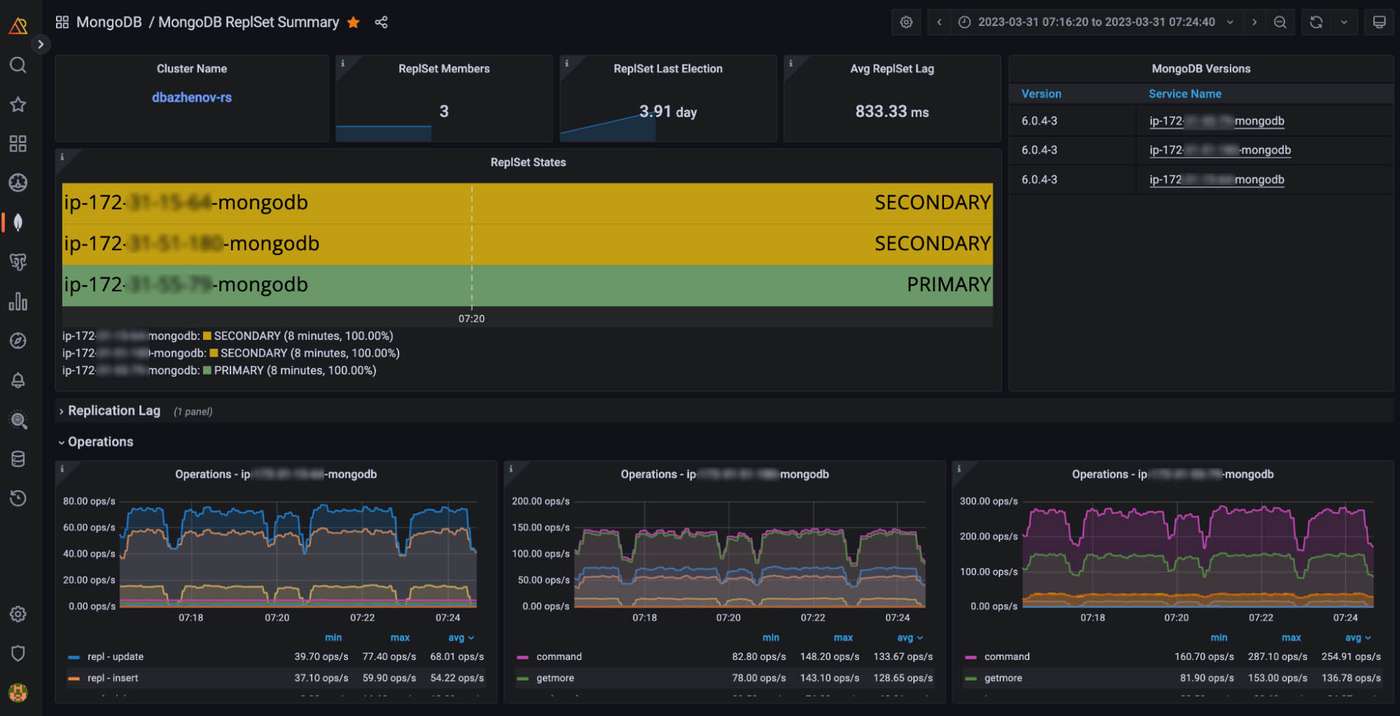 MongoDB / MongoDB ReplSet Summary
2023-03-31 07:16:20 to 2023-03-31 07:24:40
Cluster Name
dbazhenov-rs
ReplSet Members
3
ReplSet Last Election
3.91 day
Avg ReplSet Lag
833.33 ms
MongoDB Versions
Version Service Name
6.0.4-3 ip-172- mongodb
6.0.4-3 ip-172- -mongodb
6.0.4-3 ip-172 mongodb
ReplSet States
ip-172- -mongodb SECONDARY
ip-172- -mongodb SECONDARY
ip-172- -mongodb PRIMARY
07:20
ip-172- mongodb: SECONDARY (8 minutes, 100.00%)
ip-172- -mongodb: SECONDARY (8 minutes, 100.00%)
ip-172- mongodb: PRIMARY (8 minutes, 100.00%)
Replication Lag (1 panel)
Operations
Operations - ip -mongodb
80.00 ops/s
60.00 ops/s
40.00 ops/s
20.00 ops/s
0.00 ops/s
07:18 07:20 07:22 07:24
min max avg
repl - update 39.70 ops/s 77.40 ops/s 68.01 ops/s
repl - insert 37.10 ops/s 59.90 ops/s 54.22 ops/s
Operations - ip mongodb
200.00 ops/s
150.00 ops/s
100.00 ops/s
50.00 ops/s
0.00 ops/s
07:18 07:20 07:22 07:24
min max avg
command 82.80 ops/s 148.20 ops/s 133.67 ops/s
getmore 78.00 ops/s 143.10 ops/s 128.65 ops/s
Operations - ip -mongodb
300.00 ops/s
200.00 ops/s
100.00 ops/s
0.00 ops/s
07:18 07:20 07:22 07:24
min max avg
command 160.70 ops/s 287.10 ops/s 254.91 ops/s
getmore 81.90 ops/s 153.00 ops/s 136.78 ops/s